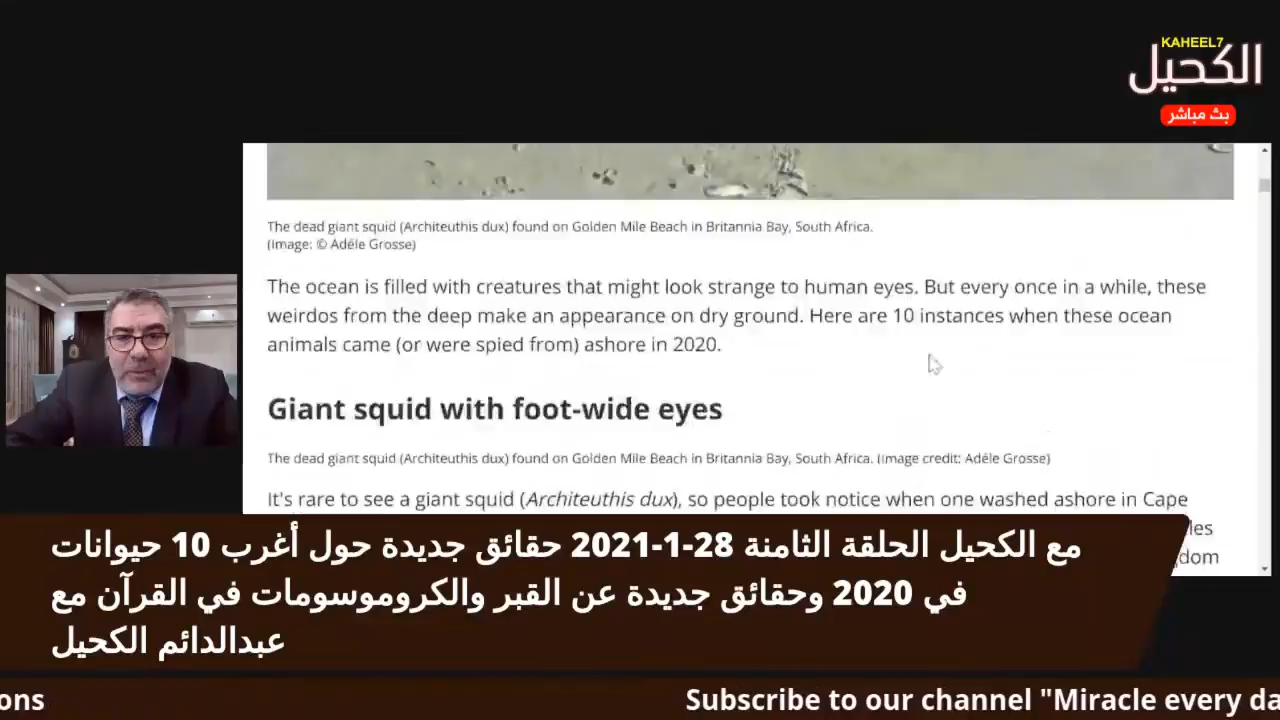 KAHEEL7
الكحيل
بث مباشر
The dead giant squid (Architeuthis dux) found on Golden Mile Beach in Britannia Bay, South Africa.
(Image: © Adéle Grosse)
The ocean is filled with creatures that might look strange to human eyes. But every once in a while, these
weirdos from the deep make an appearance on dry ground. Here are 10 instances when these ocean
animals came (or were spied from) ashore in 2020.
Giant squid with foot-wide eyes
The dead giant squid (Architeuthis dux) found on Golden Mile Beach in Britannia Bay, South Africa. (Image credit: Adéle Grosse)
It's rare to see a giant squid (Architeuthis dux), so people took notice when one washed ashore in Cape
مع الكحيل الحلقة الثامنة 28-1-2021 حقائق جديدة حول أغرب 10 حيوانات
في 2020 وحقائق جديدة عن القبر والكروموسومات في القرآن مع
عبدالدائم الكحيل
Subscribe to our channel "Miracle every